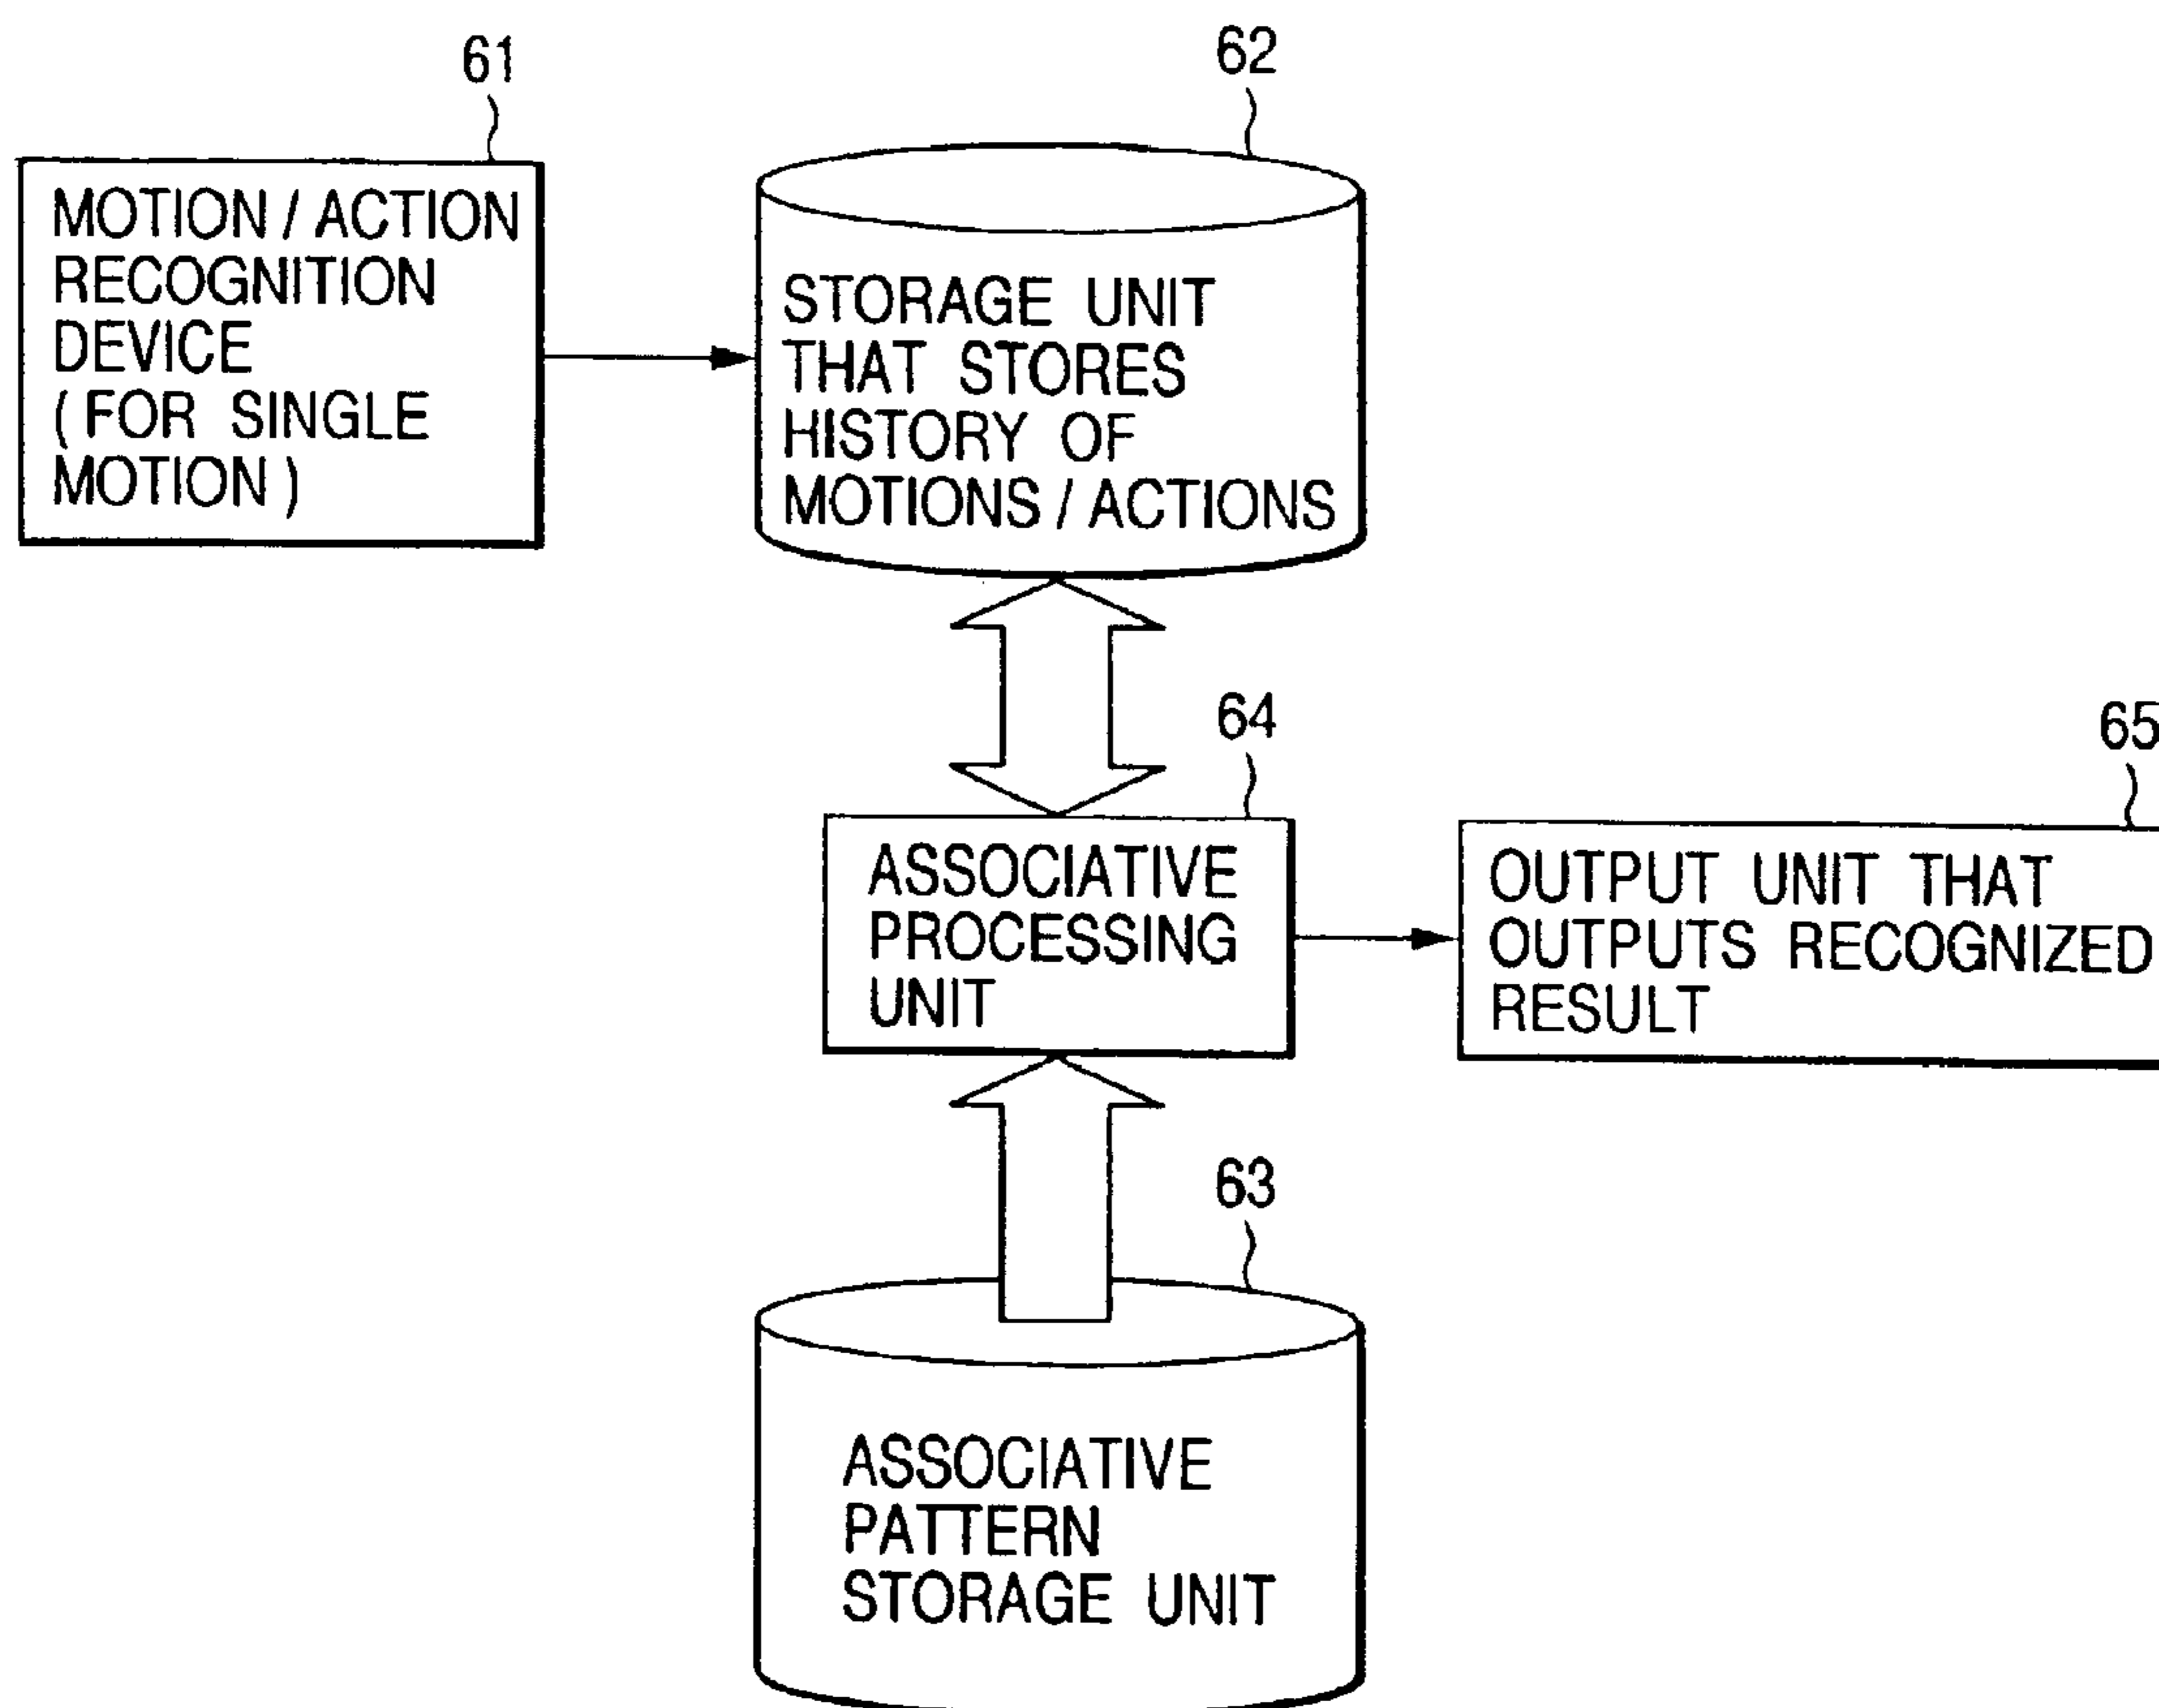 61
MOTION / ACTION
RECOGNITION
DEVICE
( FOR SINGLE
MOTION )
62
STORAGE UNIT
THAT STORES
HISTORY OF
MOTIONS / ACTIONS
64
ASSOCIATIVE
PROCESSING
UNIT
65
OUTPUT UNIT THAT
OUTPUTS RECOGNIZED
RESULT
63
ASSOCIATIVE
PATTERN
STORAGE UNIT